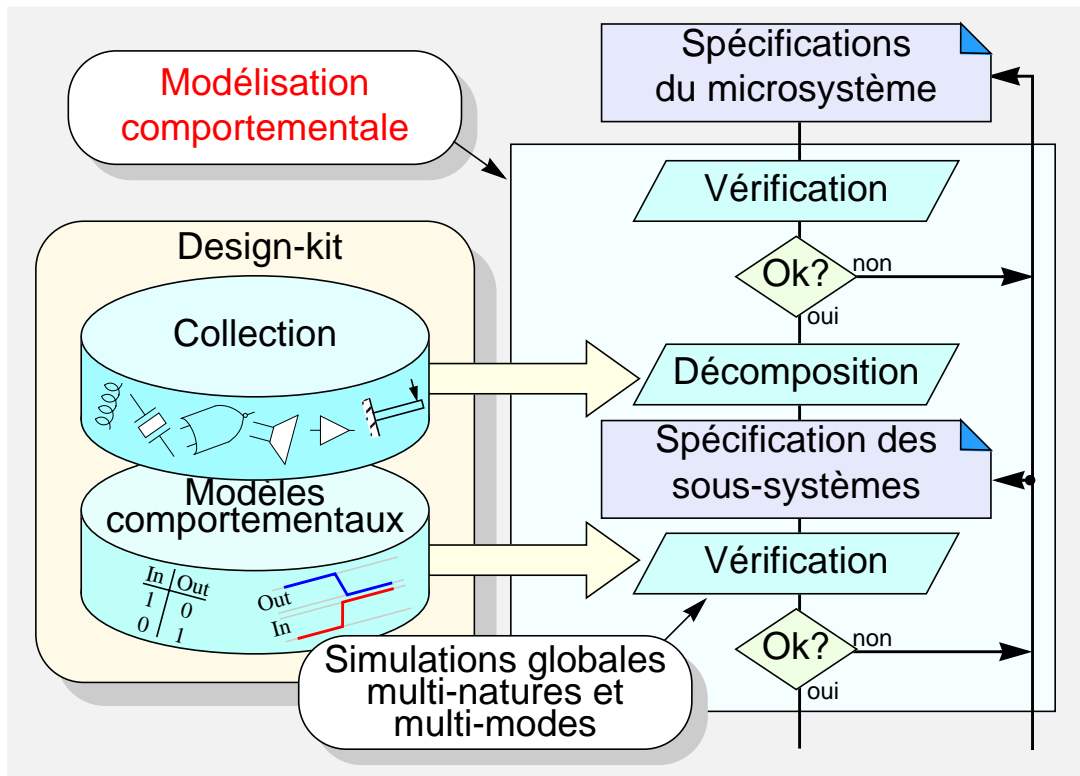 Spécifications
du microsystème
Modélisation
comportementale
Vérification
Ok?
non
oui
Design-kit
Collection
Décomposition
Spécification des
sous-systèmes
Modèles
comportementaux
In Out
1 0
0 1
Out
In
Vérification
Ok?
non
oui
Simulations globales
multi-natures et
multi-modes